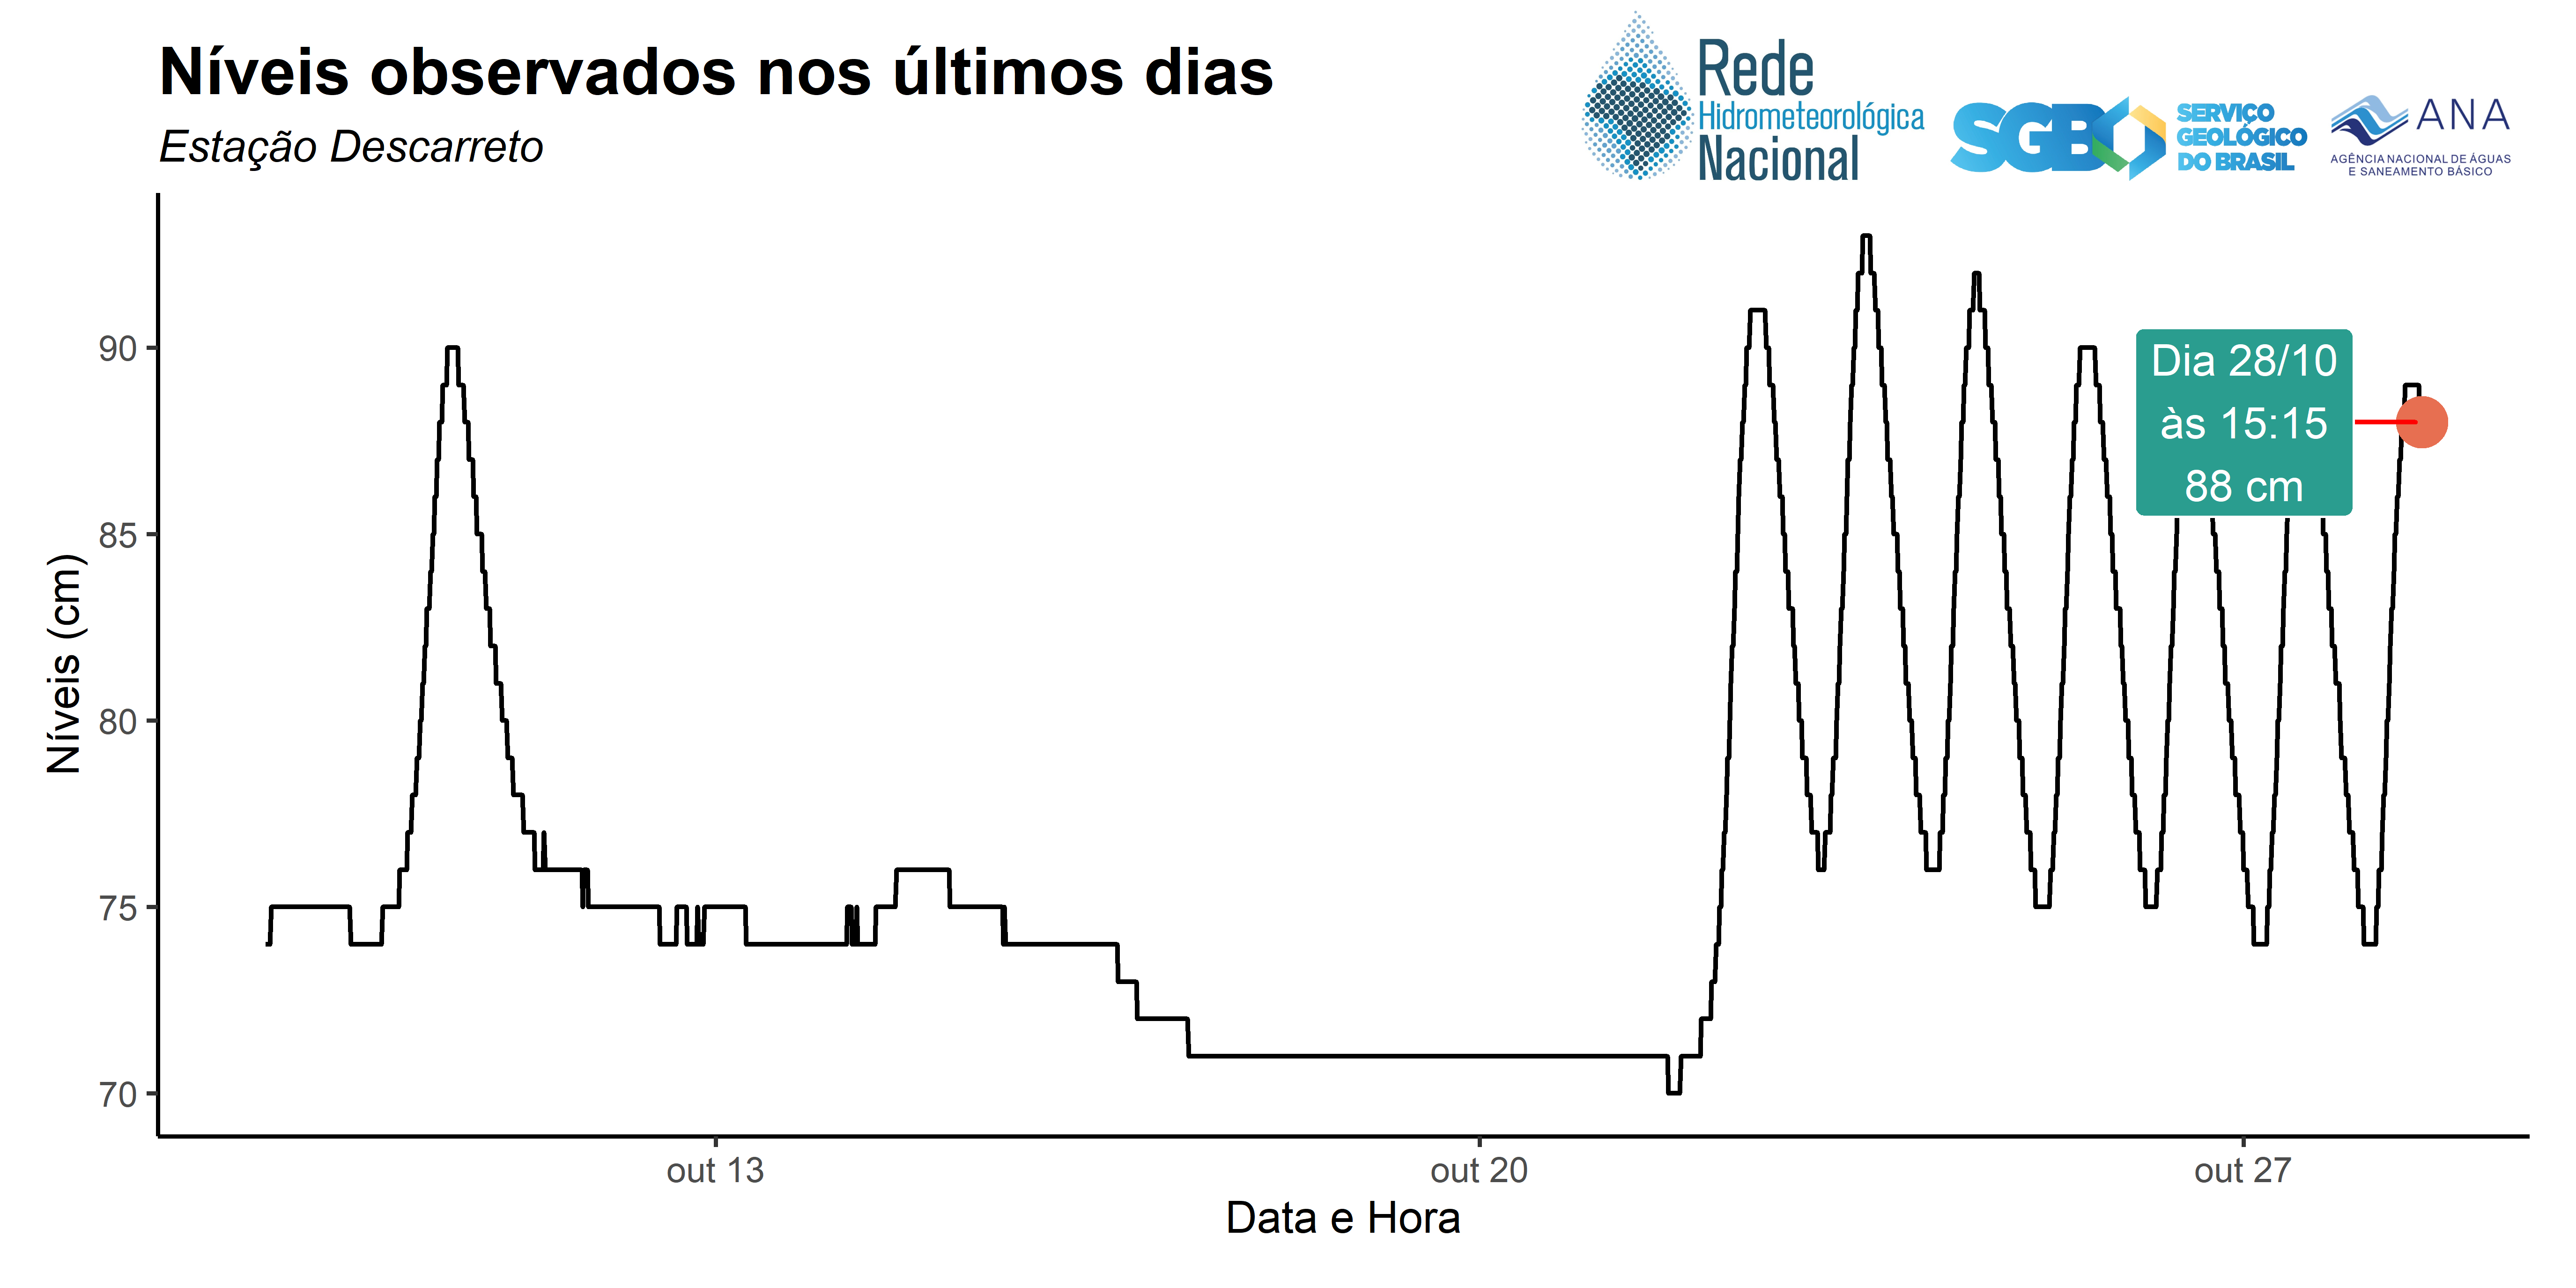 Níveis observados nos últimos dias
Estação Descarreto
Rede
Hidrometeorológica
Nacional
SGB
SERVIÇO
GEOLÓGICO
DO BRASIL
ANA
AGÊNCIA NACIONAL DE ÁGUAS
E SANEAMENTO BÁSICO
Níveis (cm)
90
85
80
75
70
Dia 28/10
às 15:15
88 cm
out 13
out 20
out 27
Data e Hora